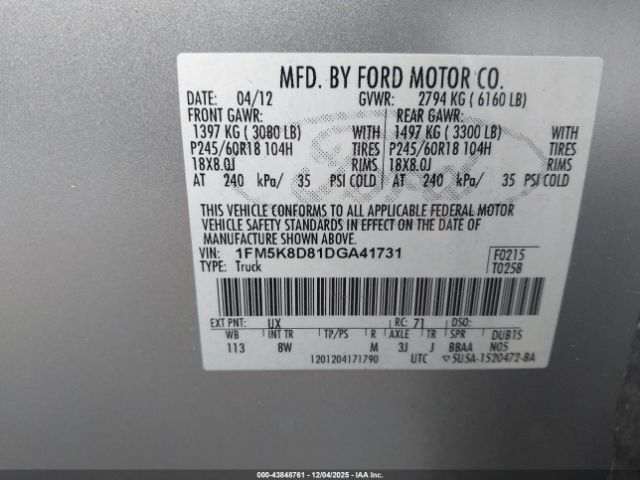 MFD. BY FORD MOTOR CO.
DATE: 04/12 GVWR: 2794 KG ( 6160 LB)
FRONT GAWR: REAR GAWR:
1397 KG ( 3080 LB) WITH 1497 KG ( 3300 LB) WITH
P245/60R18 104H TIRES P245/60R18 104H TIRES
18X8.0J RIMS 18X8.0J RIMS
AT 240 kPa/ 35 PSI COLD AT 240 kPa/ 35 PSI COLD
THIS VEHICLE CONFORMS TO ALL APPLICABLE FEDERAL MOTOR
VEHICLE SAFETY STANDARDS IN EFFECT ON THE DATE OF
MANUFACTURE SHOWN ABOVE.
VIN: 1FM5K8D81DGA41731 F0215
TYPE: Truck T0258
EXT PNT: UX RC: 71 DSO:
WB INT TR TP/PS R AXLE TR SPR DUB1S
113 8W M 3J J BBAA NOS
1201204171790 UTC ▽5U5A-1520472-BA
000-43848761 - 12/04/2025 - IAAI.COM